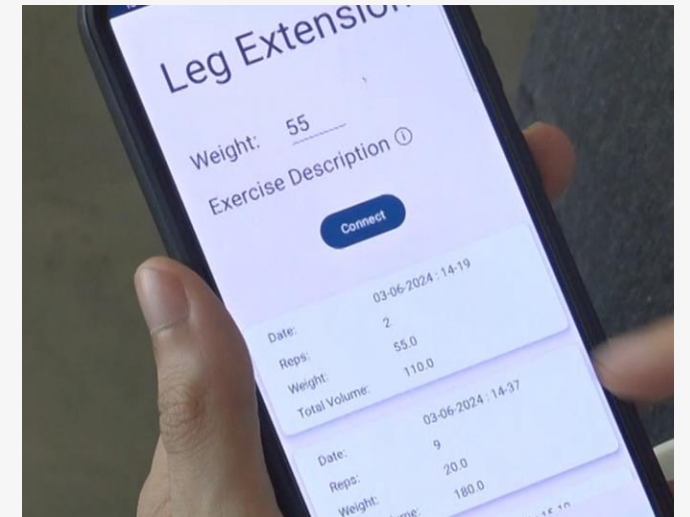 Leg Extension
Weight: 55
Exercise Description ⓘ
Connect
Date: 03-06-2024 : 14-19
Reps: 2
Weight: 55.0
Total Volume: 110.0
Date: 03-06-2024 : 14-37
Reps: 9
Weight: 20.0
180.0